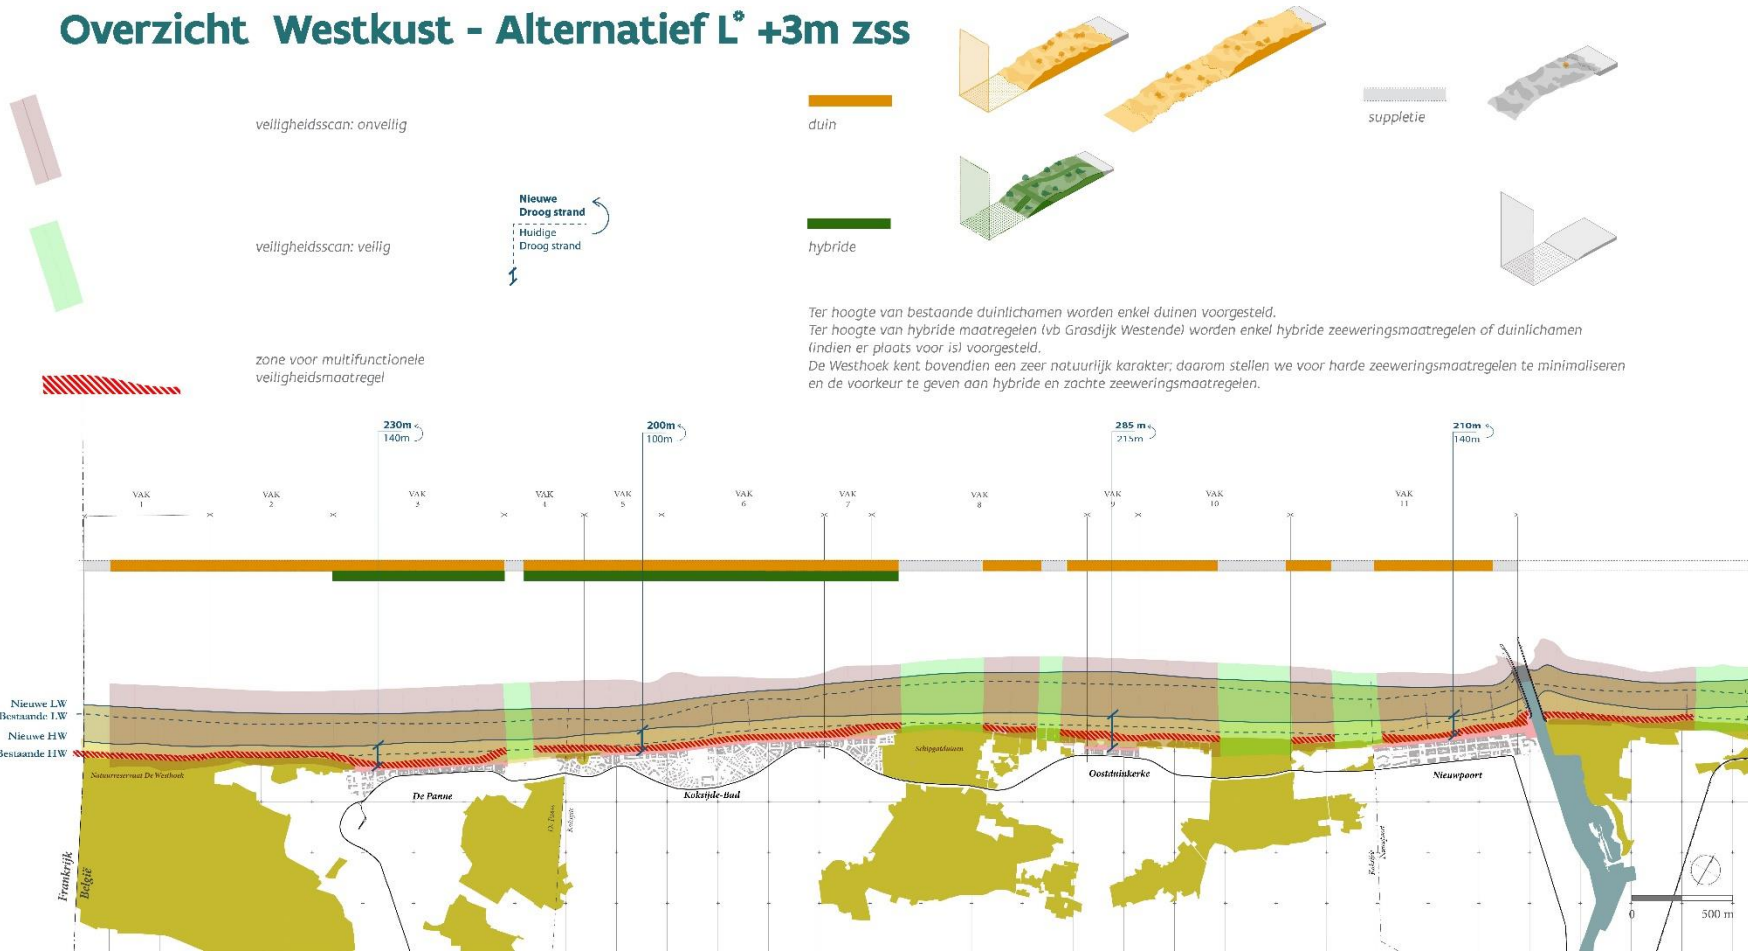 Overzicht Westkust - Alternatief L* +3m zss
veiligheidsscan: onveilig
veiligheidsscan: veilig
zone voor multifunctionele
veiligheidsmaatregel
Nieuwe
Droog strand
Huidige
Droog strand
duin
hybride
suppletie
Ter hoogte van bestaande duinlichamen worden enkel duinen voorgesteld.
Ter hoogte van hybride maatregelen (vb Grasdijk Westende) worden enkel hybride zeeweringsmaatregelen of duinlichamen
(indien er plaats voor is) voorgesteld.
De Westhoek kent bovendien een zeer natuurlijk karakter; daarom stellen we voor harde zeeweringsmaatregelen te minimaliseren
en de voorkeur te geven aan hybride en zachte zeeweringsmaatregelen.
230m
140m
200m
100m
285 m
215m
210m
140m
VAK
1
VAK
2
VAK
3
VAK
4
VAK
5
VAK
6
VAK
7
VAK
8
VAK
9
VAK
10
VAK
11
Nieuwe LW
Bestaande LW
Nieuwe HW
Bestaande HW
Natuurreservaat De Westhoek
De Panne
Koksijde-Bad
Schipgatduinen
Oostduinkerke
Nieuwpoort
De Panne
Koksijde
Koksijde
Nieuwpoort
Frankrijk
België
0
500 m